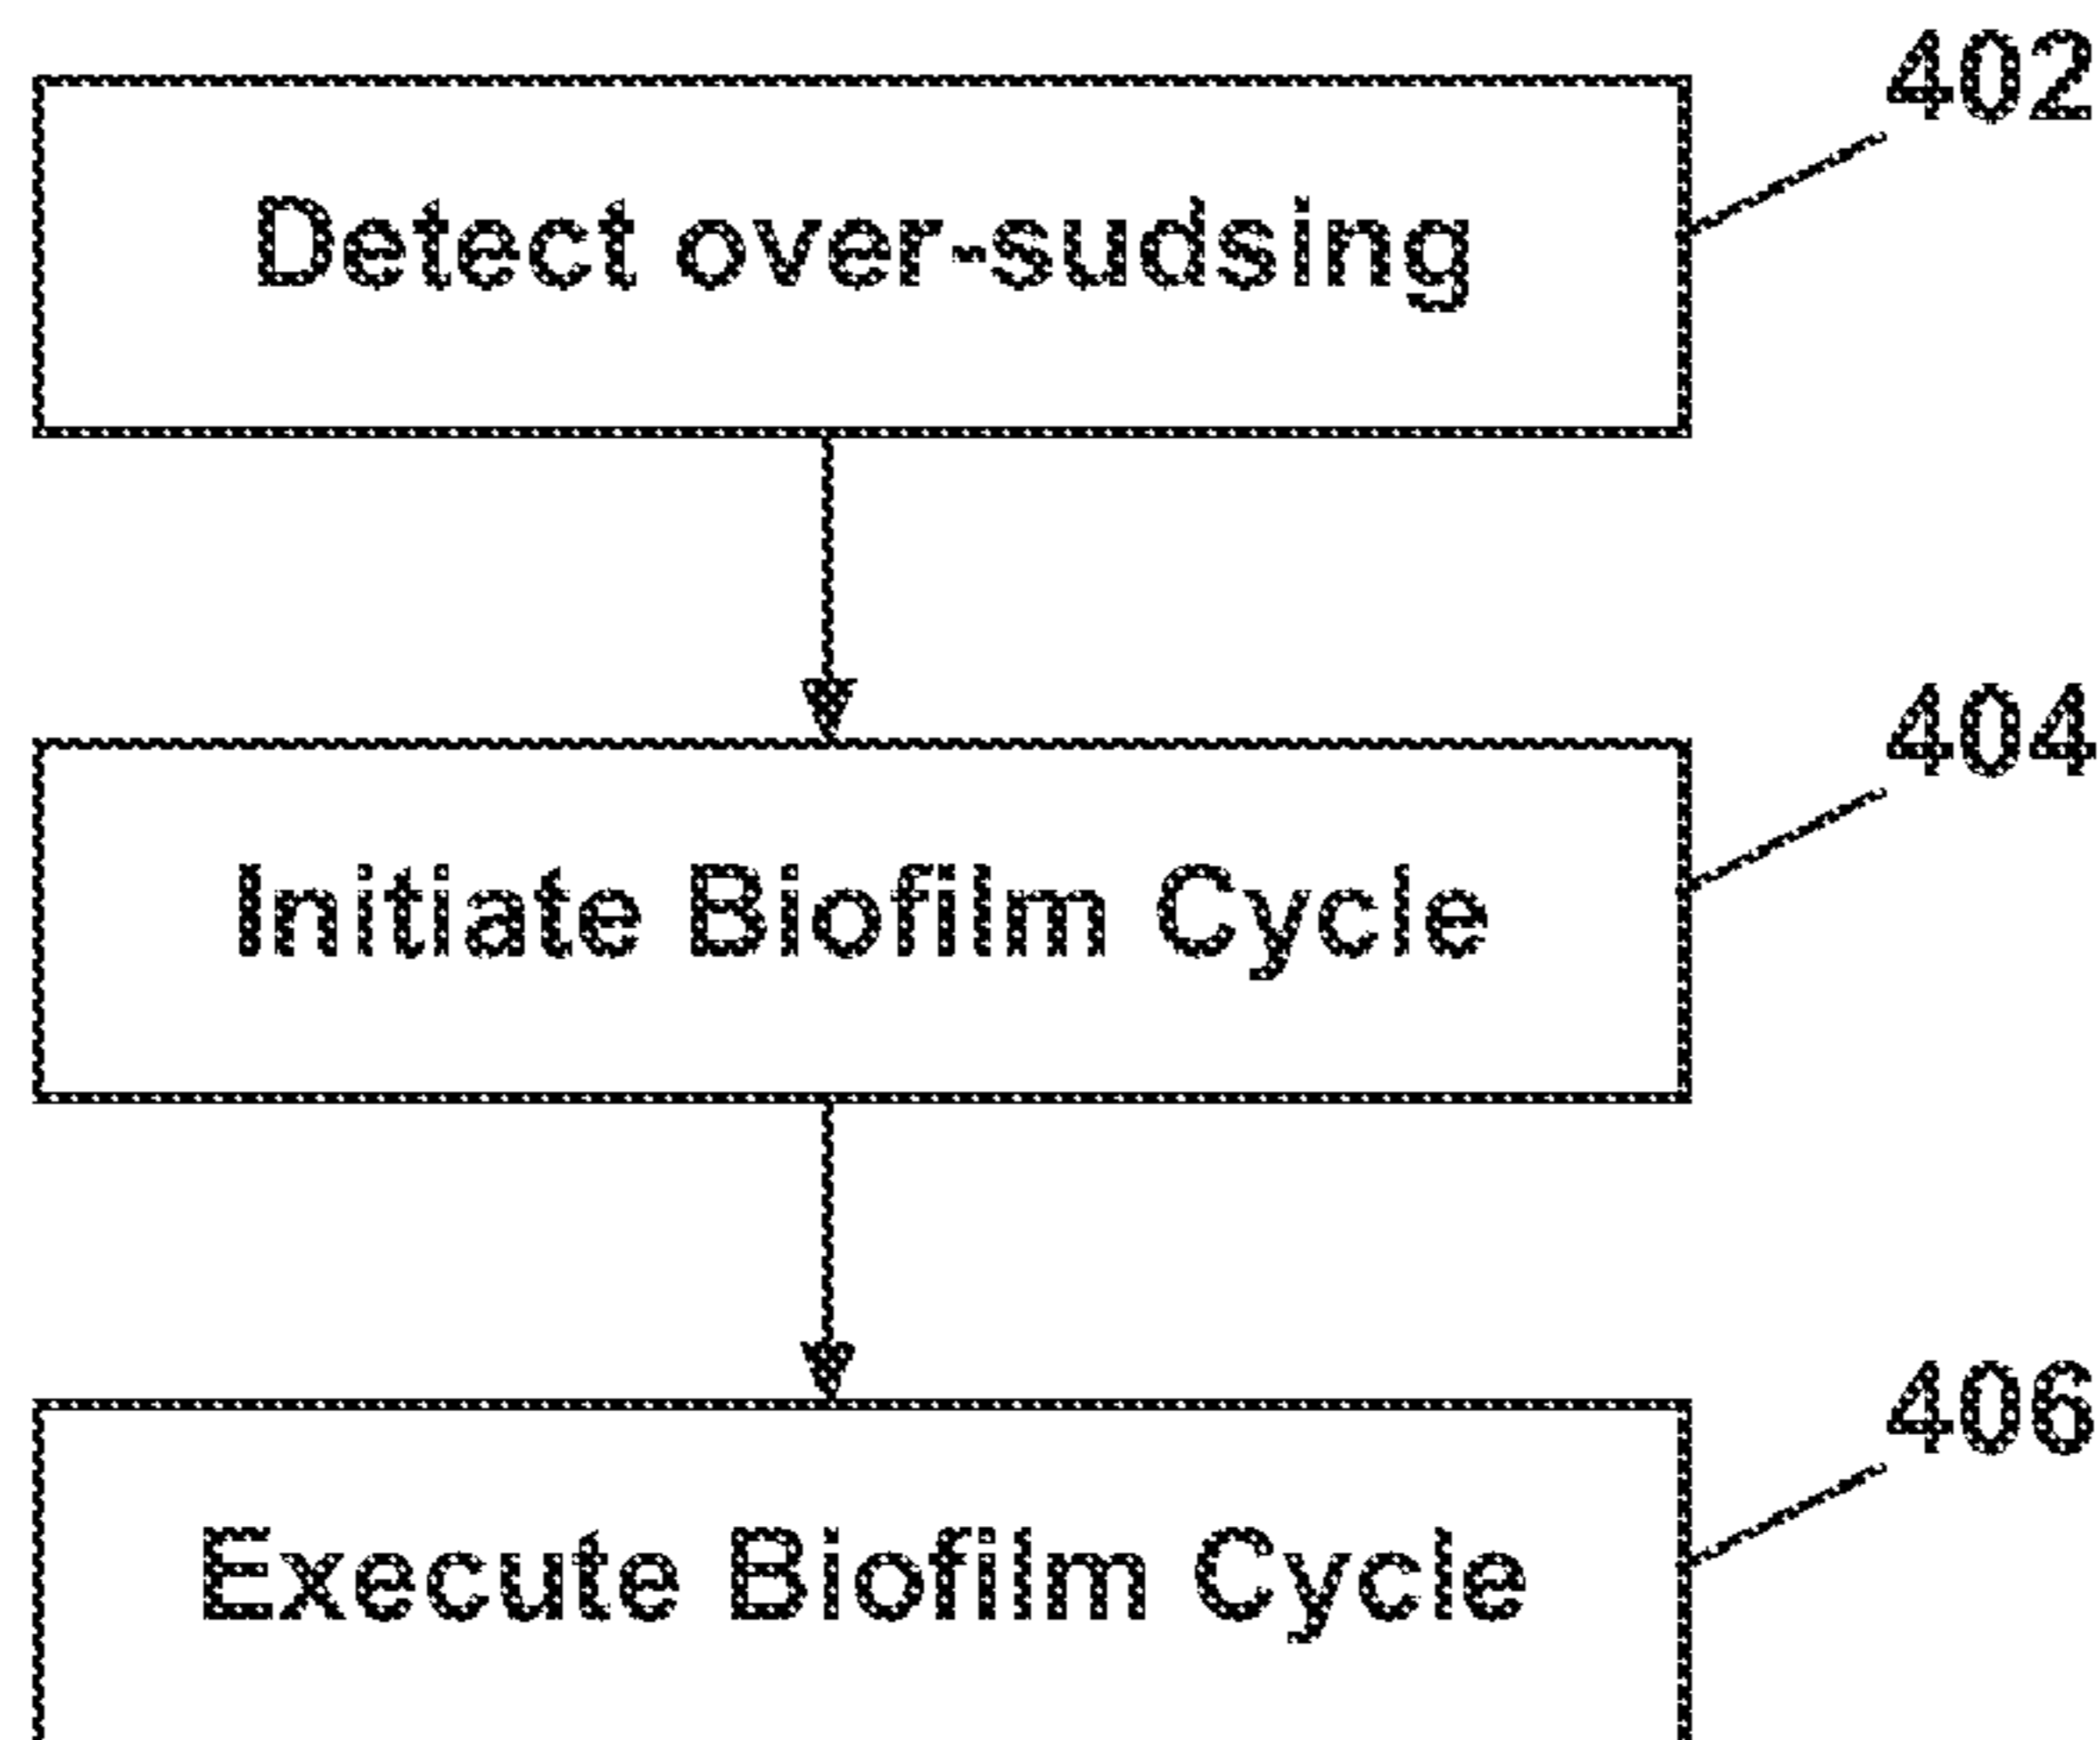 402
Detect over-sudsing
404
Initiate Biofilm Cycle
406
Execute Biofilm Cycle